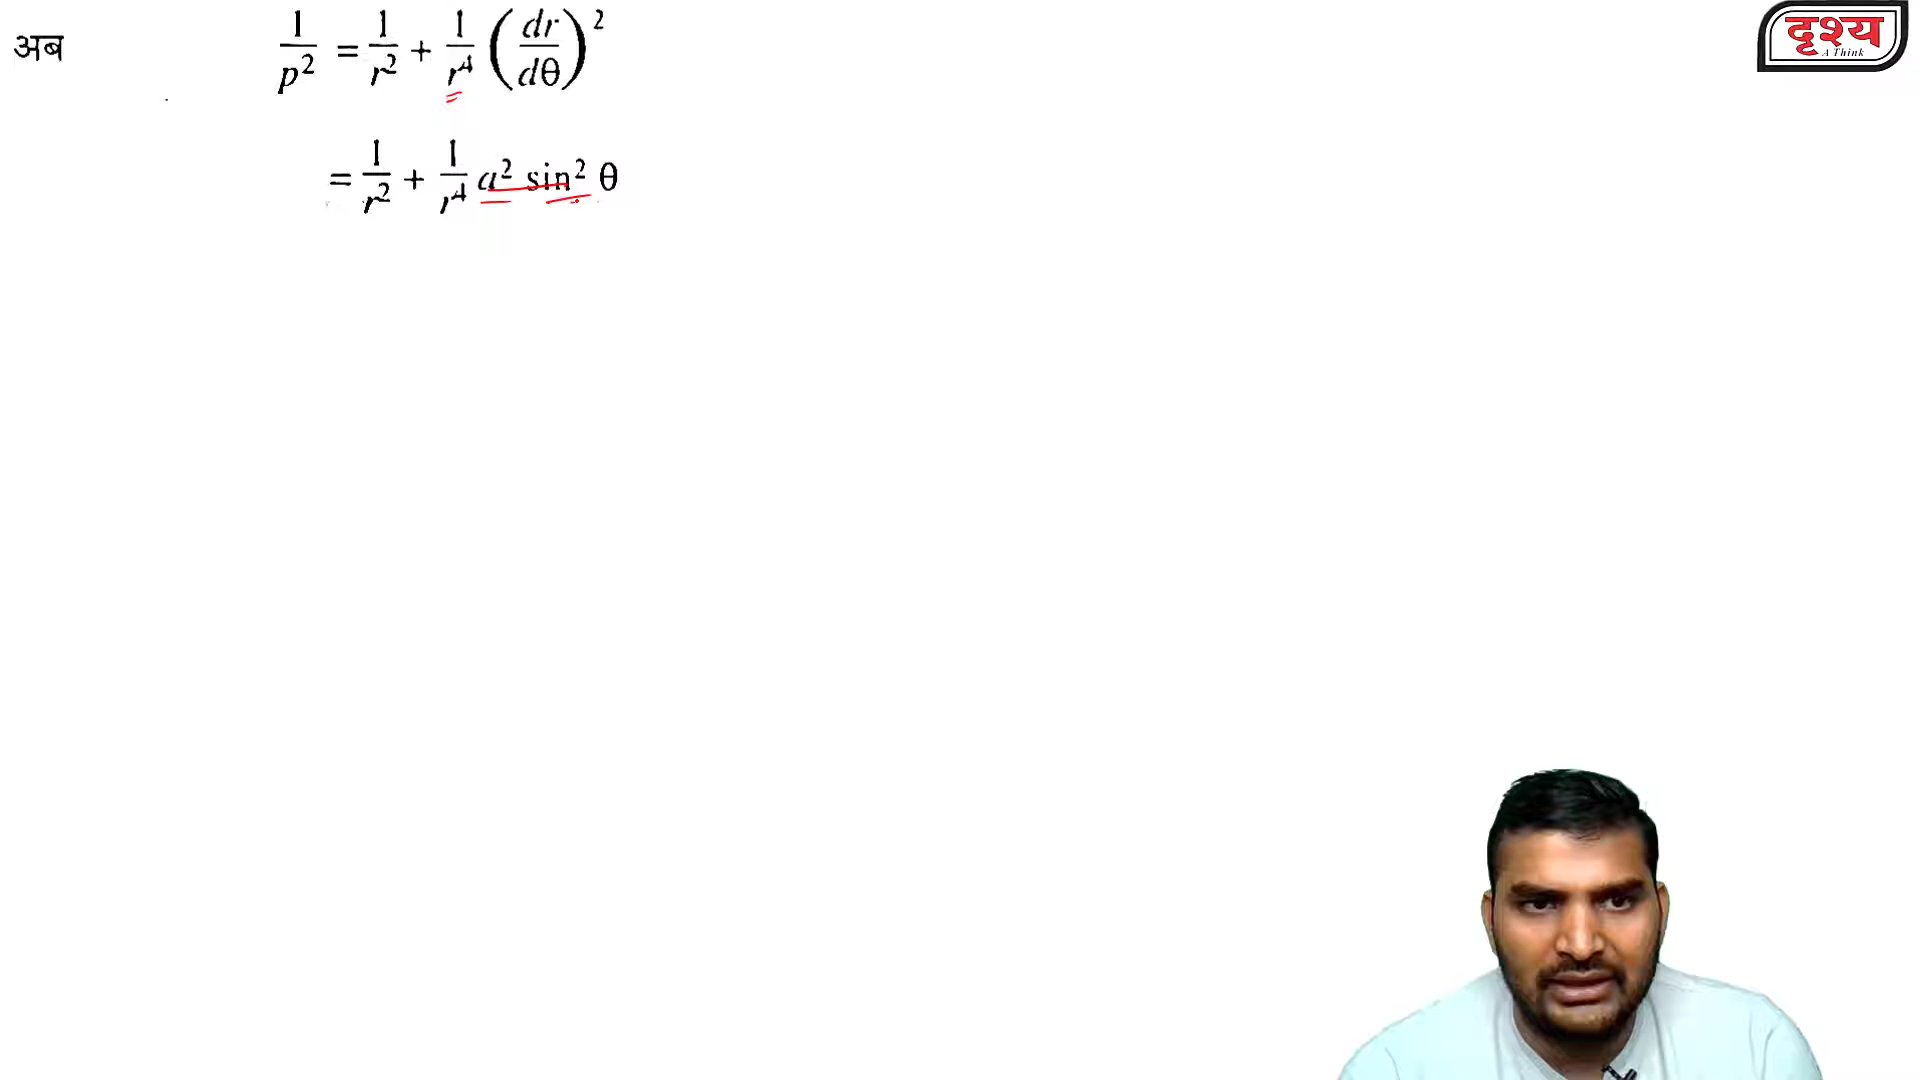 दृश्य
A Think
अब 1/p² = 1/r² + 1/r⁴ (dr/dθ)²
= 1/r² + 1/r⁴ a² sin² θ